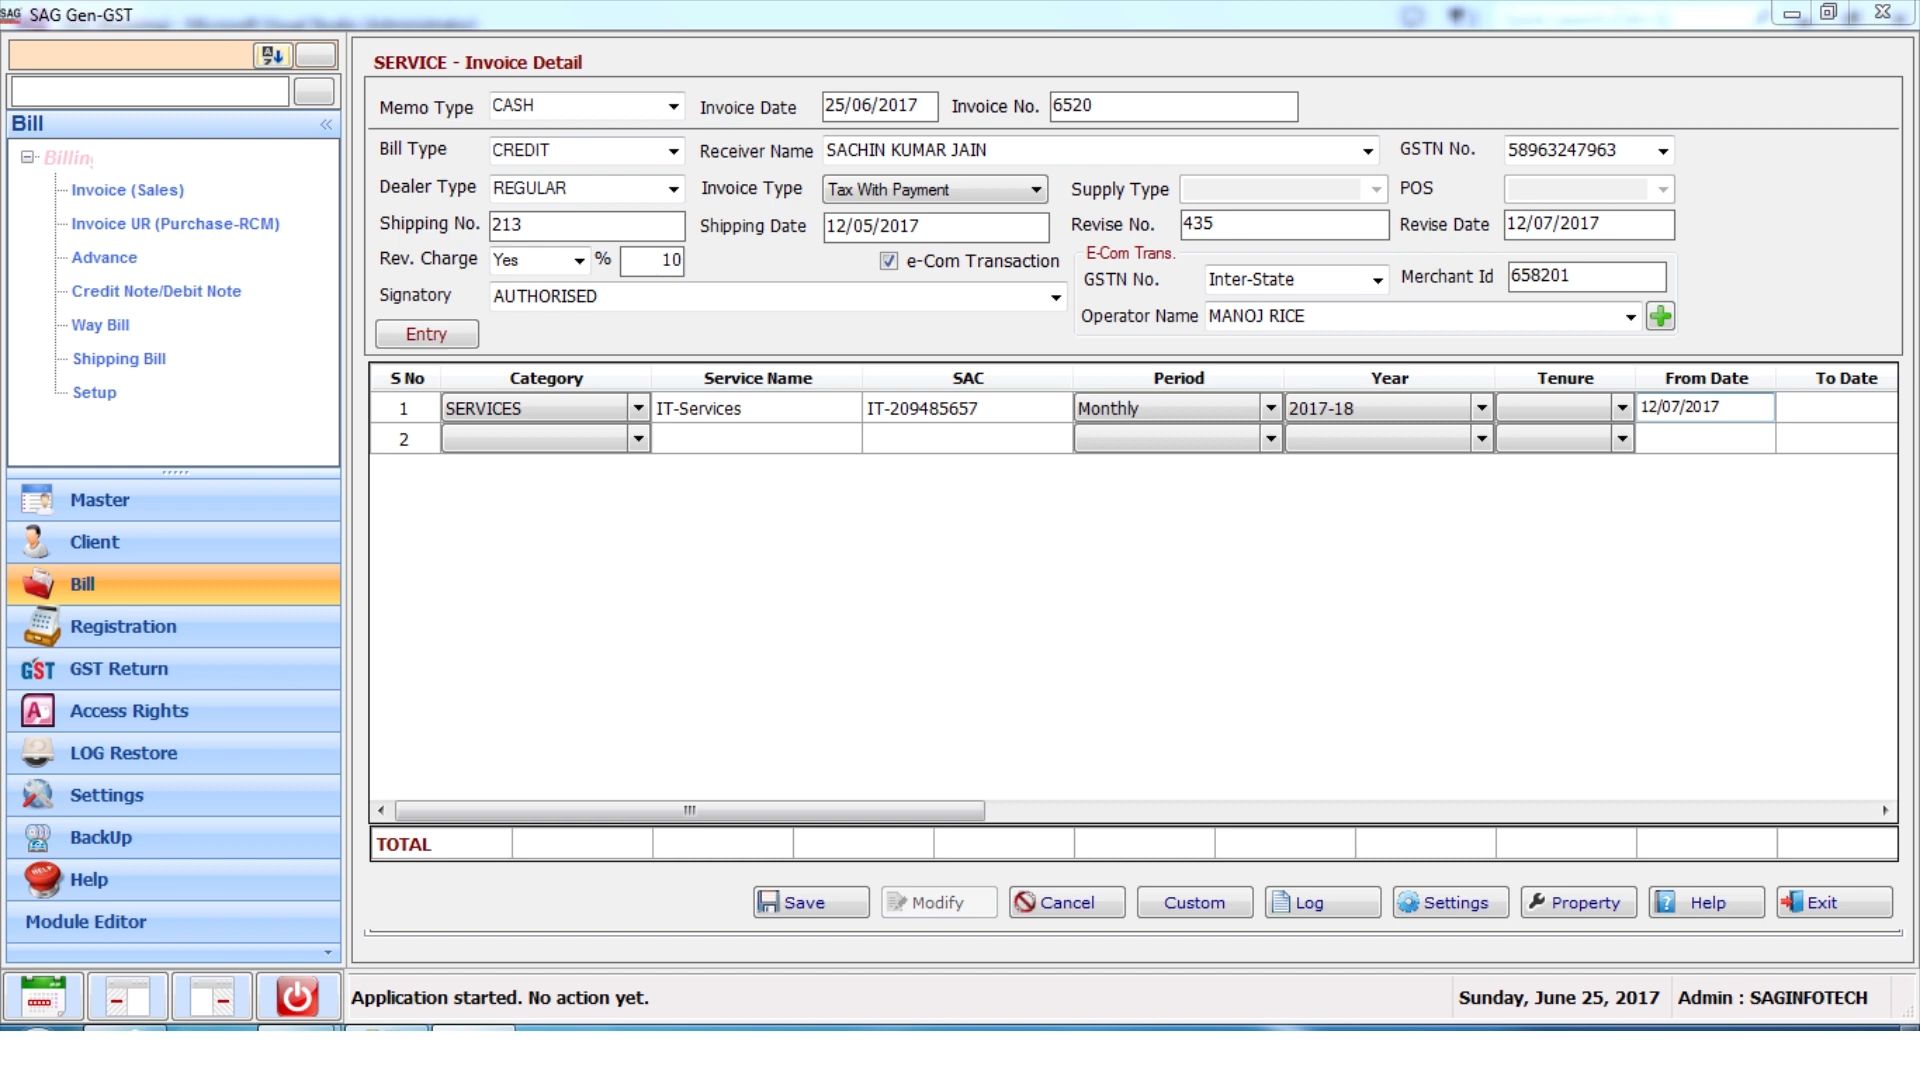 SAG SAG Gen-GST
SERVICE - Invoice Detail
Memo Type CASH Invoice Date 25/06/2017 Invoice No. 6520
Bill Type CREDIT Receiver Name SACHIN KUMAR JAIN GSTN No. 58963247963
Dealer Type REGULAR Invoice Type Tax With Payment Supply Type POS
Shipping No. 213 Shipping Date 12/05/2017 Revise No. 435 Revise Date 12/07/2017
Rev. Charge Yes % 10 e-Com Transaction E-Com Trans.
GSTN No. Inter-State Merchant Id 658201
Signatory AUTHORISED Operator Name MANOJ RICE
Entry
S No Category Service Name SAC Period Year Tenure From Date To Date
1 SERVICES IT-Services IT-209485657 Monthly 2017-18 12/07/2017
2
TOTAL
Save Modify Cancel Custom Log Settings Property Help Exit
Bill
Billing
Invoice (Sales)
Invoice UR (Purchase-RCM)
Advance
Credit Note/Debit Note
Way Bill
Shipping Bill
Setup
Master
Client
Bill
Registration
GST GST Return
Access Rights
LOG Restore
Settings
BackUp
HELP Help
Module Editor
Application started. No action yet. Sunday, June 25, 2017 Admin : SAGINFOTECH